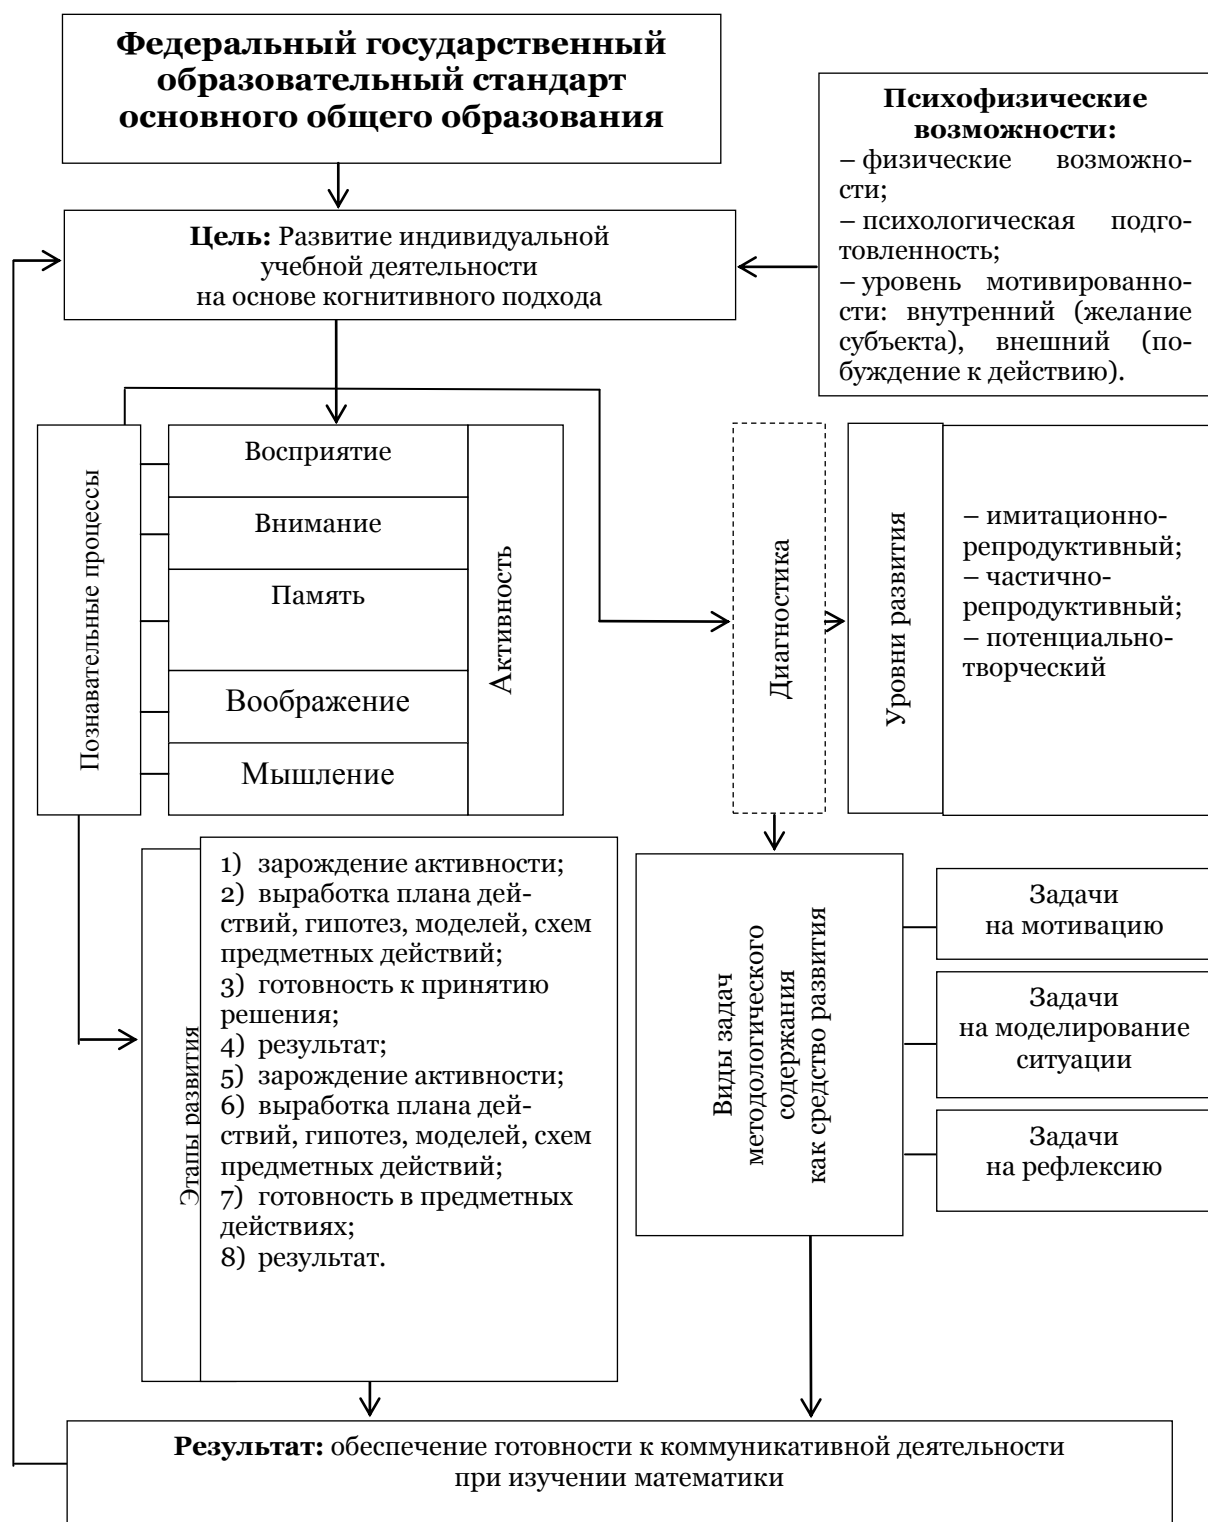 Федеральный государственный
образовательный стандарт
основного общего образования
Психофизические
возможности:
– физические возможно-
сти;
– психологическая подго-
товленность;
– уровень мотивированно-
сти: внутренний (желание
субъекта), внешний (по-
буждение к действию).
Цель: Развитие индивидуальной
учебной деятельности
на основе когнитивного подхода
Познавательные процессы
Восприятие
Внимание
Память
Воображение
Мышление
Активность
Диагностика
Уровни развития
– имитационно-
репродуктивный;
– частично-
репродуктивный;
– потенциально-
творческий
Этапы развития
1) зарождение активности;
2) выработка плана дей-
ствий, гипотез, моделей, схем
предметных действий;
3) готовность к принятию
решения;
4) результат;
5) зарождение активности;
6) выработка плана дей-
ствий, гипотез, моделей, схем
предметных действий;
7) готовность в предметных
действиях;
8) результат.
Виды задач
методологического
содержания
как средство развития
Задачи
на мотивацию
Задачи
на моделирование
ситуации
Задачи
на рефлексию
Результат: обеспечение готовности к коммуникативной деятельности
при изучении математики